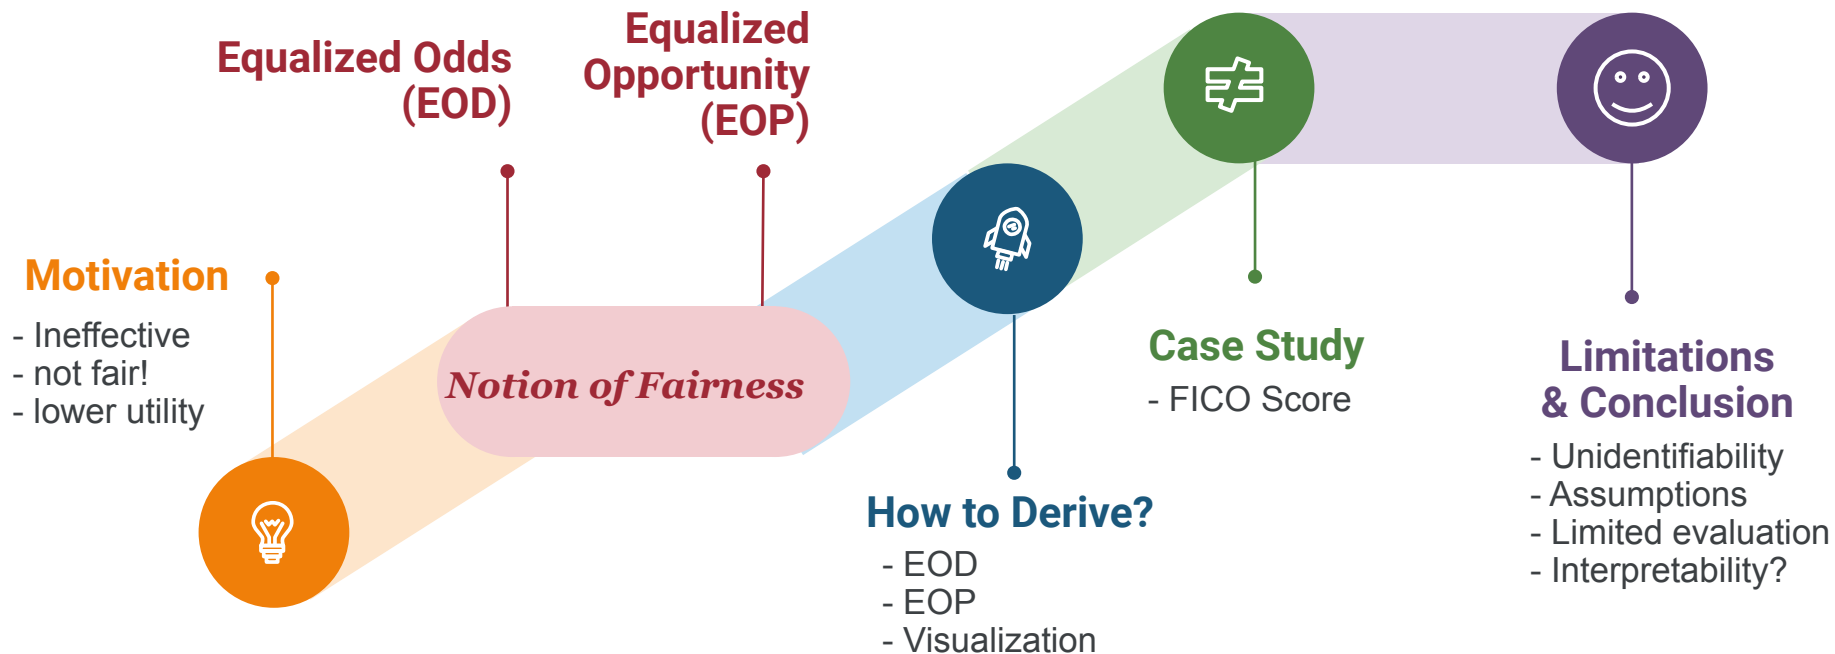 Motivation
- Ineffective
- not fair!
- lower utility
Equalized Odds
(EOD)
Equalized
Opportunity
(EOP)
Notion of Fairness
How to Derive?
- EOD
- EOP
- Visualization
Case Study
- FICO Score
Limitations
& Conclusion
- Unidentifiability
- Assumptions
- Limited evaluation
- Interpretability?